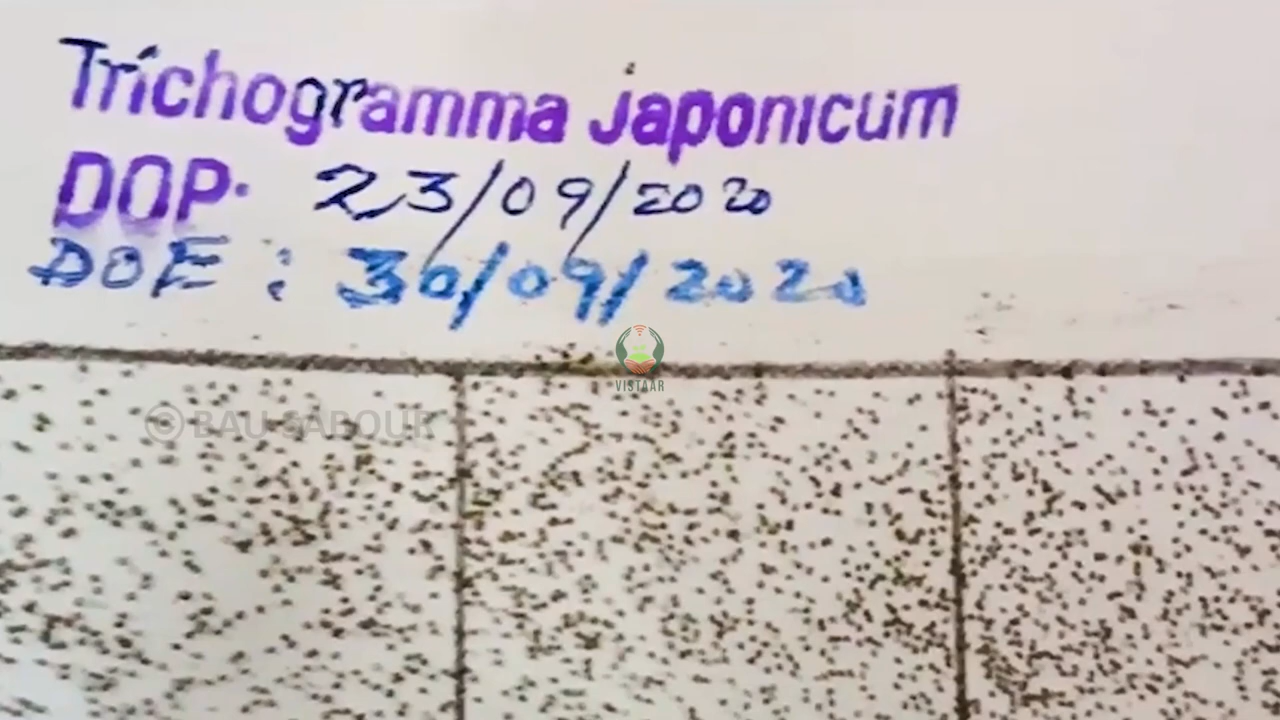 Trichogramma japonicum
DOP. 23/09/2020
DOE : 30/09/2020
VISTAAR
© BAU SABOUR